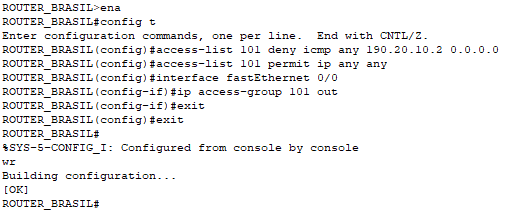 ROUTER_BRASIL>ena
ROUTER_BRASIL#config t
Enter configuration commands, one per line.  End with CNTL/Z.
ROUTER_BRASIL(config)#access-list 101 deny icmp any 190.20.10.2 0.0.0.0
ROUTER_BRASIL(config)#access-list 101 permit ip any any
ROUTER_BRASIL(config)#interface fastEthernet 0/0
ROUTER_BRASIL(config-if)#ip access-group 101 out
ROUTER_BRASIL(config-if)#exit
ROUTER_BRASIL(config)#exit
ROUTER_BRASIL#
%SYS-5-CONFIG_I: Configured from console by console
wr
Building configuration...
[OK]
ROUTER_BRASIL#